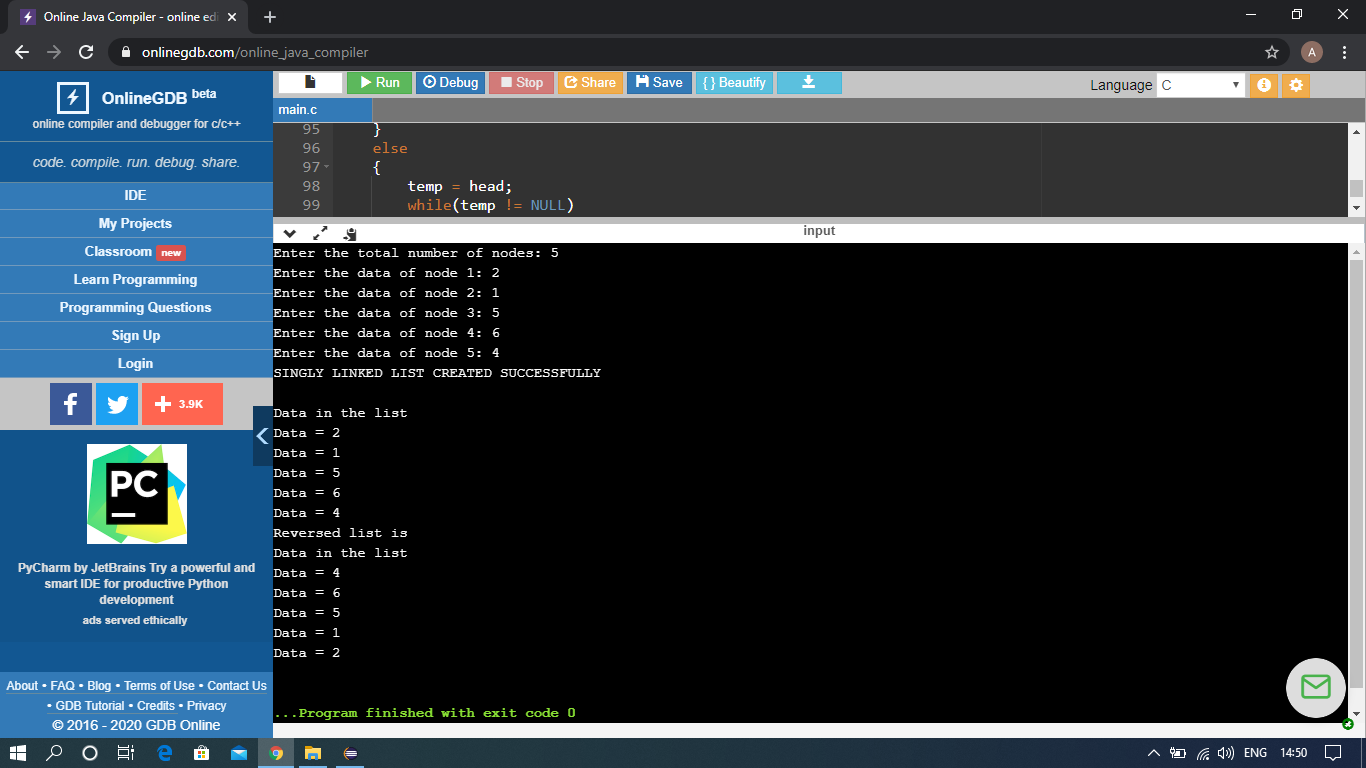 Online Java Compiler - online edi
onlinegdb.com/online_java_compiler
A
OnlineGDB beta
online compiler and debugger for c/c++
code. compile. run. debug. share.
IDE
My Projects
Classroom new
Learn Programming
Programming Questions
Sign Up
Login
f
3.9K
PC
PyCharm by JetBrains Try a powerful and
smart IDE for productive Python
development
ads served ethically
About • FAQ • Blog • Terms of Use • Contact Us
• GDB Tutorial • Credits • Privacy
© 2016 - 2020 GDB Online
Run Debug Stop Share Save { } Beautify
Language C
main.c
95 }
96 else
97 {
98 temp = head;
99 while(temp != NULL)
input
Enter the total number of nodes: 5
Enter the data of node 1: 2
Enter the data of node 2: 1
Enter the data of node 3: 5
Enter the data of node 4: 6
Enter the data of node 5: 4
SINGLY LINKED LIST CREATED SUCCESSFULLY
Data in the list
Data = 2
Data = 1
Data = 5
Data = 6
Data = 4
Reversed list is
Data in the list
Data = 4
Data = 6
Data = 5
Data = 1
Data = 2
...Program finished with exit code 0
ENG 14:50